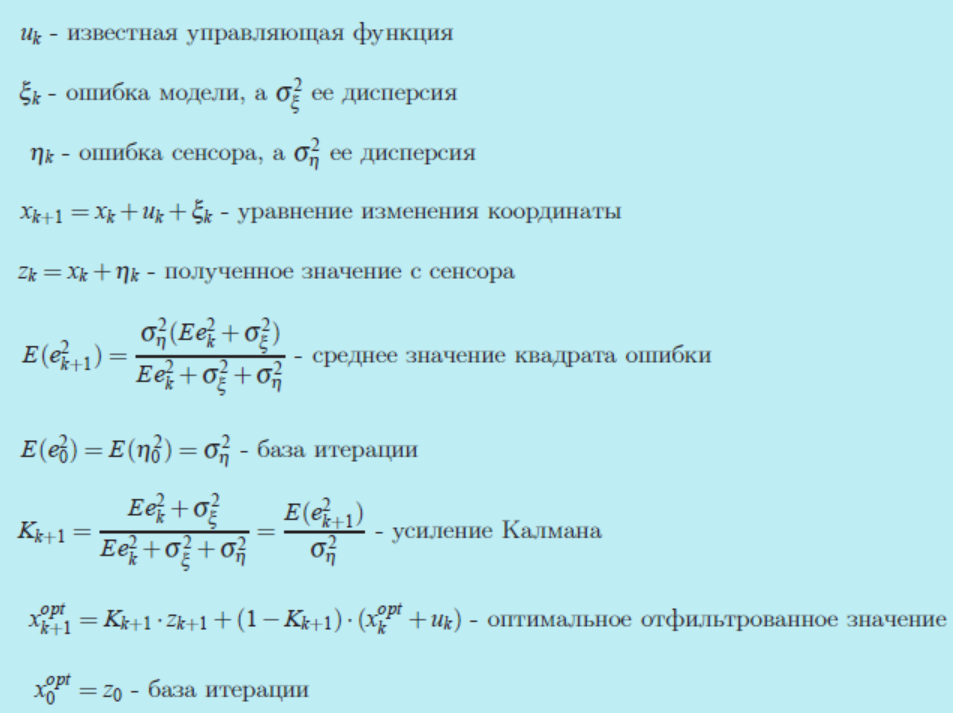 u_k - известная управляющая функция
ξ_k - ошибка модели, а σ_ξ^2 ее дисперсия
η_k - ошибка сенсора, а σ_η^2 ее дисперсия
x_{k+1} = x_k + u_k + ξ_k - уравнение изменения координаты
z_k = x_k + η_k - полученное значение с сенсора
E(e_{k+1}^2) = \frac{σ_η^2(Ee_k^2 + σ_ξ^2)}{Ee_k^2 + σ_ξ^2 + σ_η^2} - среднее значение квадрата ошибки
E(e_0^2) = E(η_0^2) = σ_η^2 - база итерации
K_{k+1} = \frac{Ee_k^2 + σ_ξ^2}{Ee_k^2 + σ_ξ^2 + σ_η^2} = \frac{E(e_{k+1}^2)}{σ_η^2} - усиление Калмана
x_{k+1}^{opt} = K_{k+1} · z_{k+1} + (1 − K_{k+1}) · (x_k^{opt} + u_k) - оптимальное отфильтрованное значение
x_0^{opt} = z_0 - база итерации